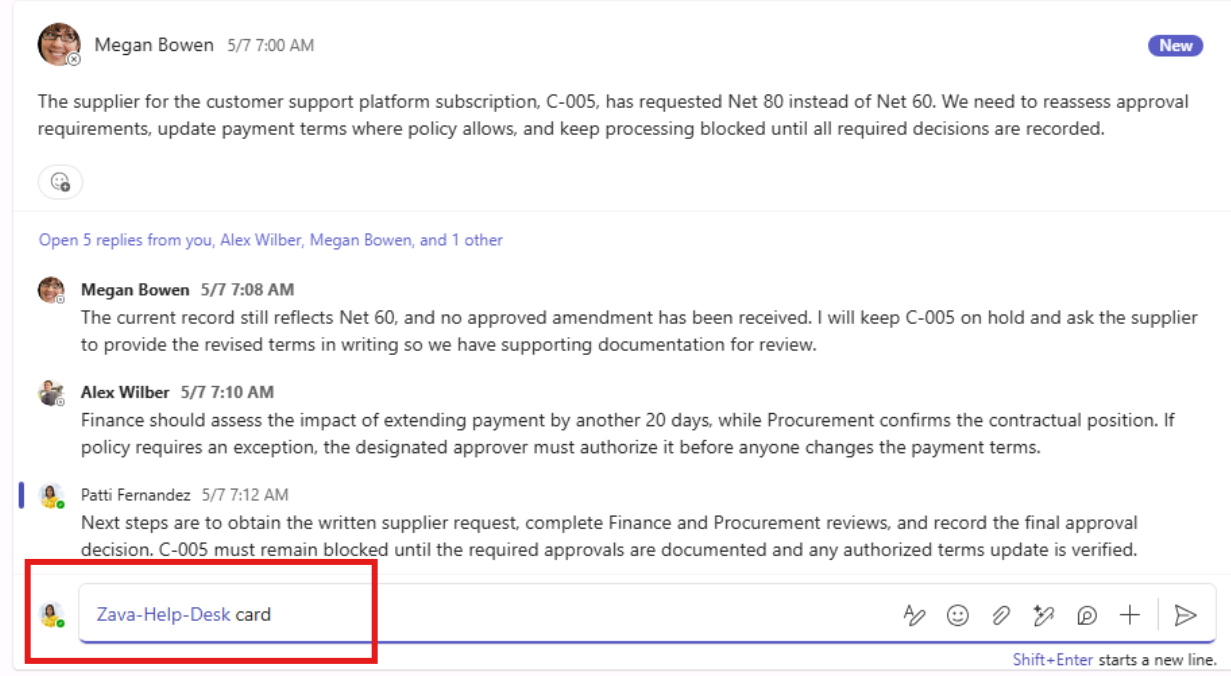 Megan Bowen 5/7 7:00 AM
New
The supplier for the customer support platform subscription, C-005, has requested Net 80 instead of Net 60. We need to reassess approval
requirements, update payment terms where policy allows, and keep processing blocked until all required decisions are recorded.
Open 5 replies from you, Alex Wilber, Megan Bowen, and 1 other
Megan Bowen 5/7 7:08 AM
The current record still reflects Net 60, and no approved amendment has been received. I will keep C-005 on hold and ask the supplier
to provide the revised terms in writing so we have supporting documentation for review.
Alex Wilber 5/7 7:10 AM
Finance should assess the impact of extending payment by another 20 days, while Procurement confirms the contractual position. If
policy requires an exception, the designated approver must authorize it before anyone changes the payment terms.
Patti Fernandez 5/7 7:12 AM
Next steps are to obtain the written supplier request, complete Finance and Procurement reviews, and record the final approval
decision. C-005 must remain blocked until the required approvals are documented and any authorized terms update is verified.
Zava-Help-Desk card
Shift+Enter starts a new line.